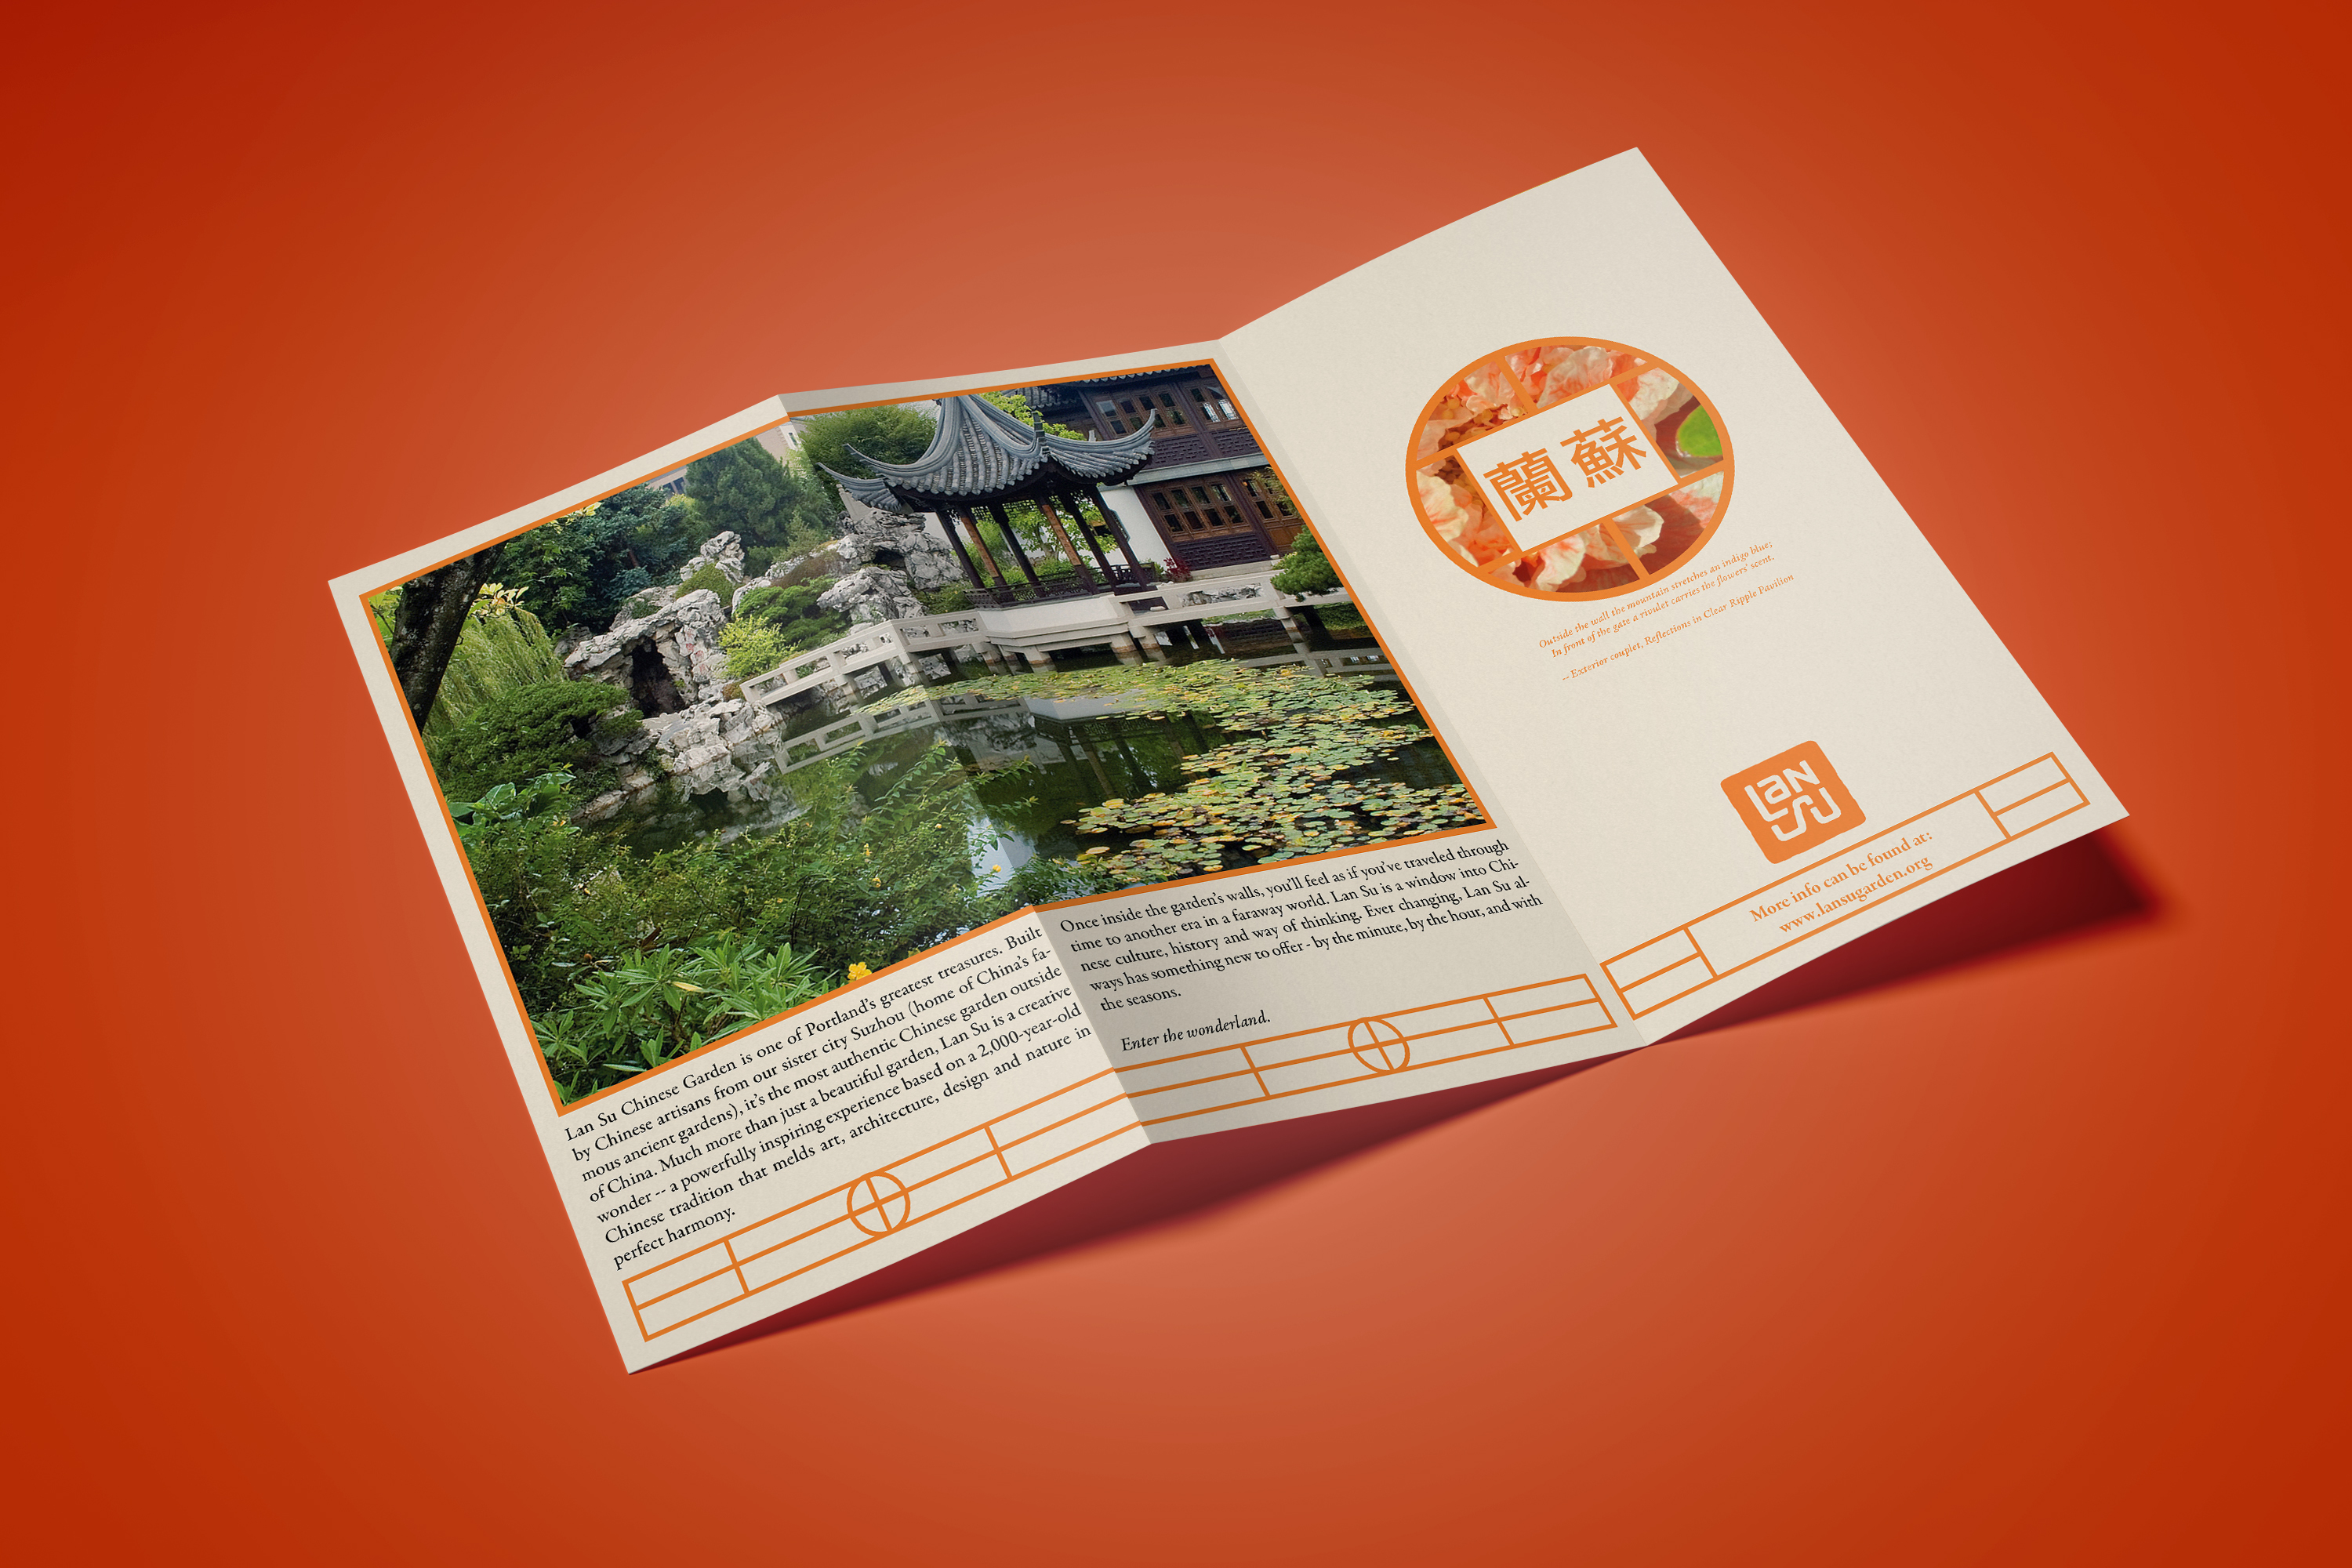 Lan Su Chinese Garden is one of Portland's greatest treasures. Built
by Chinese artisans from our sister city Suzhou (home of China's fa-
mous ancient gardens), it's the most authentic Chinese garden outside
of China. Much more than just a beautiful garden, Lan Su is a creative
wonder -- a powerfully inspiring experience based on a 2,000-year-old
Chinese tradition that melds art, architecture, design and nature in
perfect harmony.
Once inside the garden's walls, you'll feel as if you've traveled through
time to another era in a faraway world. Lan Su is a window into Chi-
nese culture, history and way of thinking. Ever changing, Lan Su al-
ways has something new to offer - by the minute, by the hour, and with
the seasons.
Enter the wonderland.
蘭蘇
Outside the wall the mountain stretches an indigo blue;
In front of the gate a rivulet carries the flowers' scent.
-- Exterior couplet, Reflections in Clear Ripple Pavilion
Lan
Su
More info can be found at:
www.lansugarden.org